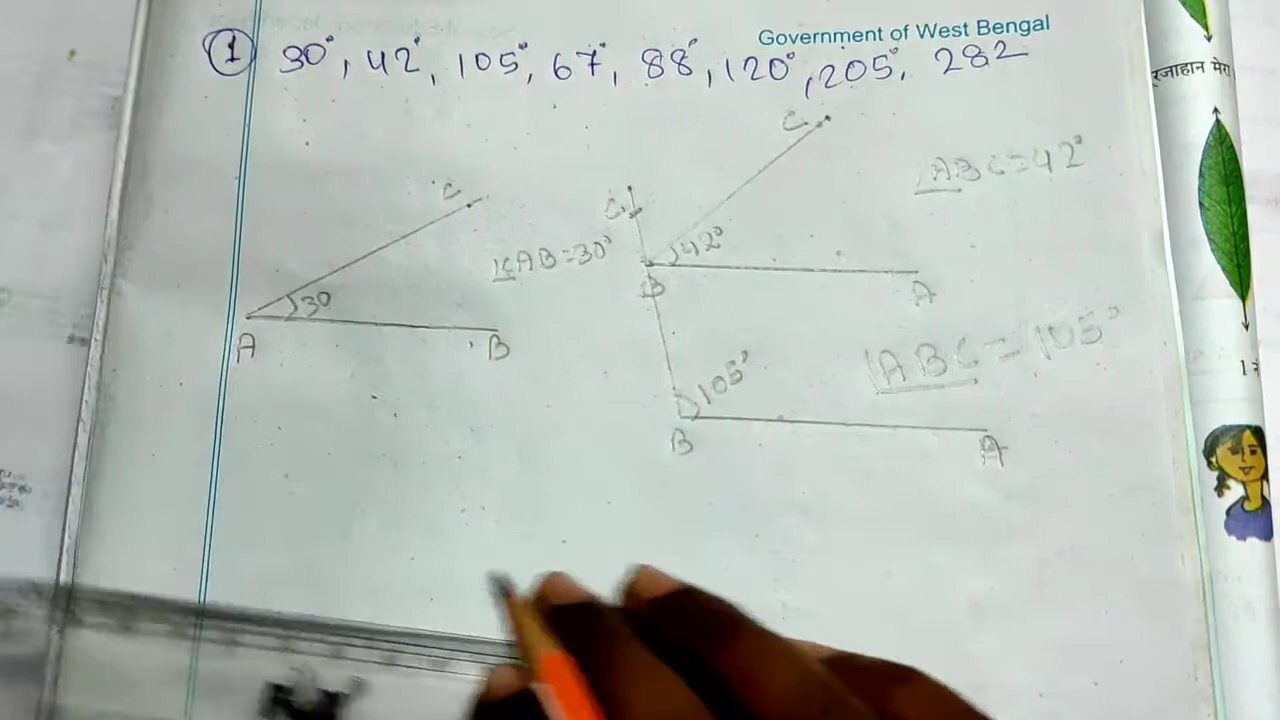 Government of West Bengal
1 30°, 42°, 105°, 67°, 88°, 120°, 205°, 282
C
C
∠ABC=42°
C
∠CAB=30°
42°
30
B
A
A
B
105°
∠ABC=105°
B
A